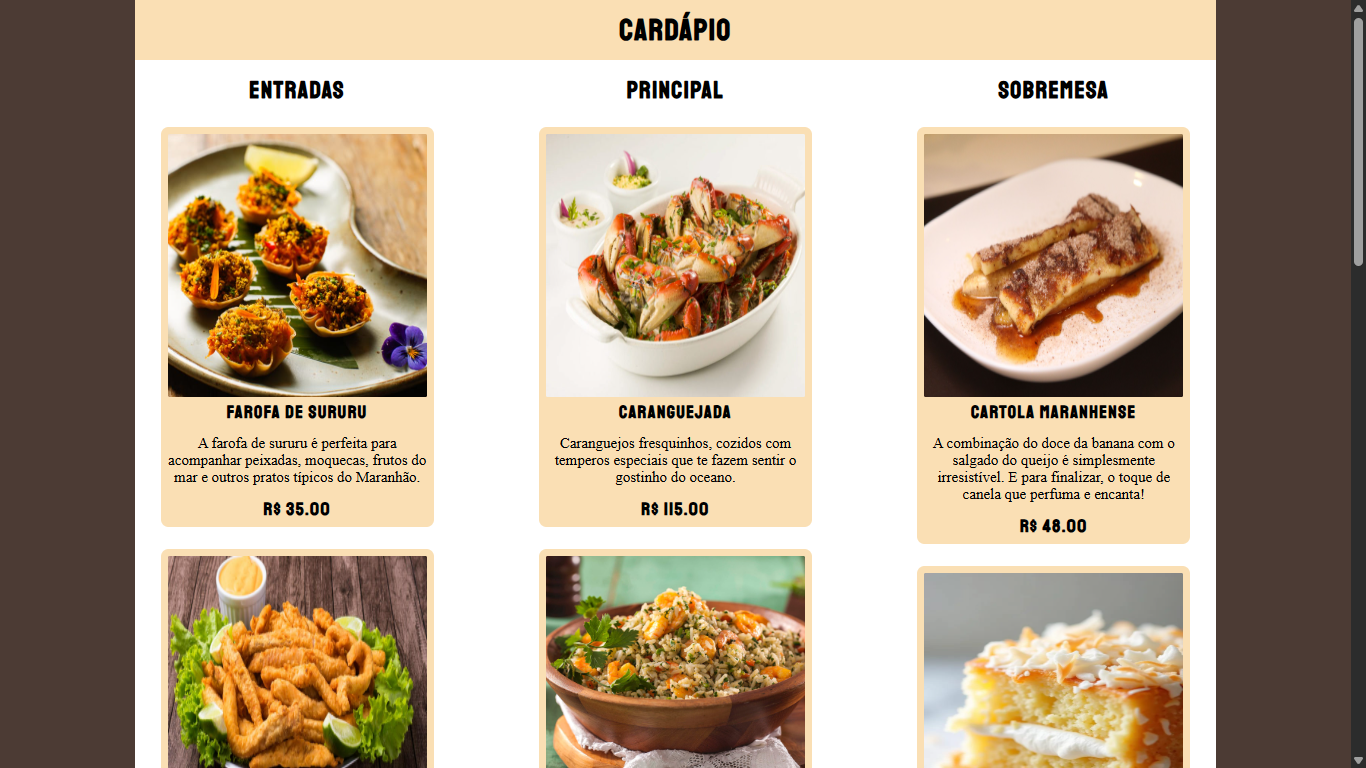 CARDÁPIO
ENTRADAS
FAROFA DE SURURU
A farofa de sururu é perfeita para
acompanhar peixadas, moquecas, frutos do
mar e outros pratos típicos do Maranhão.
R$ 35.00
PRINCIPAL
CARANGUEJADA
Caranguejos fresquinhos, cozidos com
temperos especiais que te fazem sentir o
gostinho do oceano.
R$ 115.00
SOBREMESA
CARTOLA MARANHENSE
A combinação do doce da banana com o
salgado do queijo é simplesmente
irresistível. E para finalizar, o toque de
canela que perfuma e encanta!
R$ 48.00